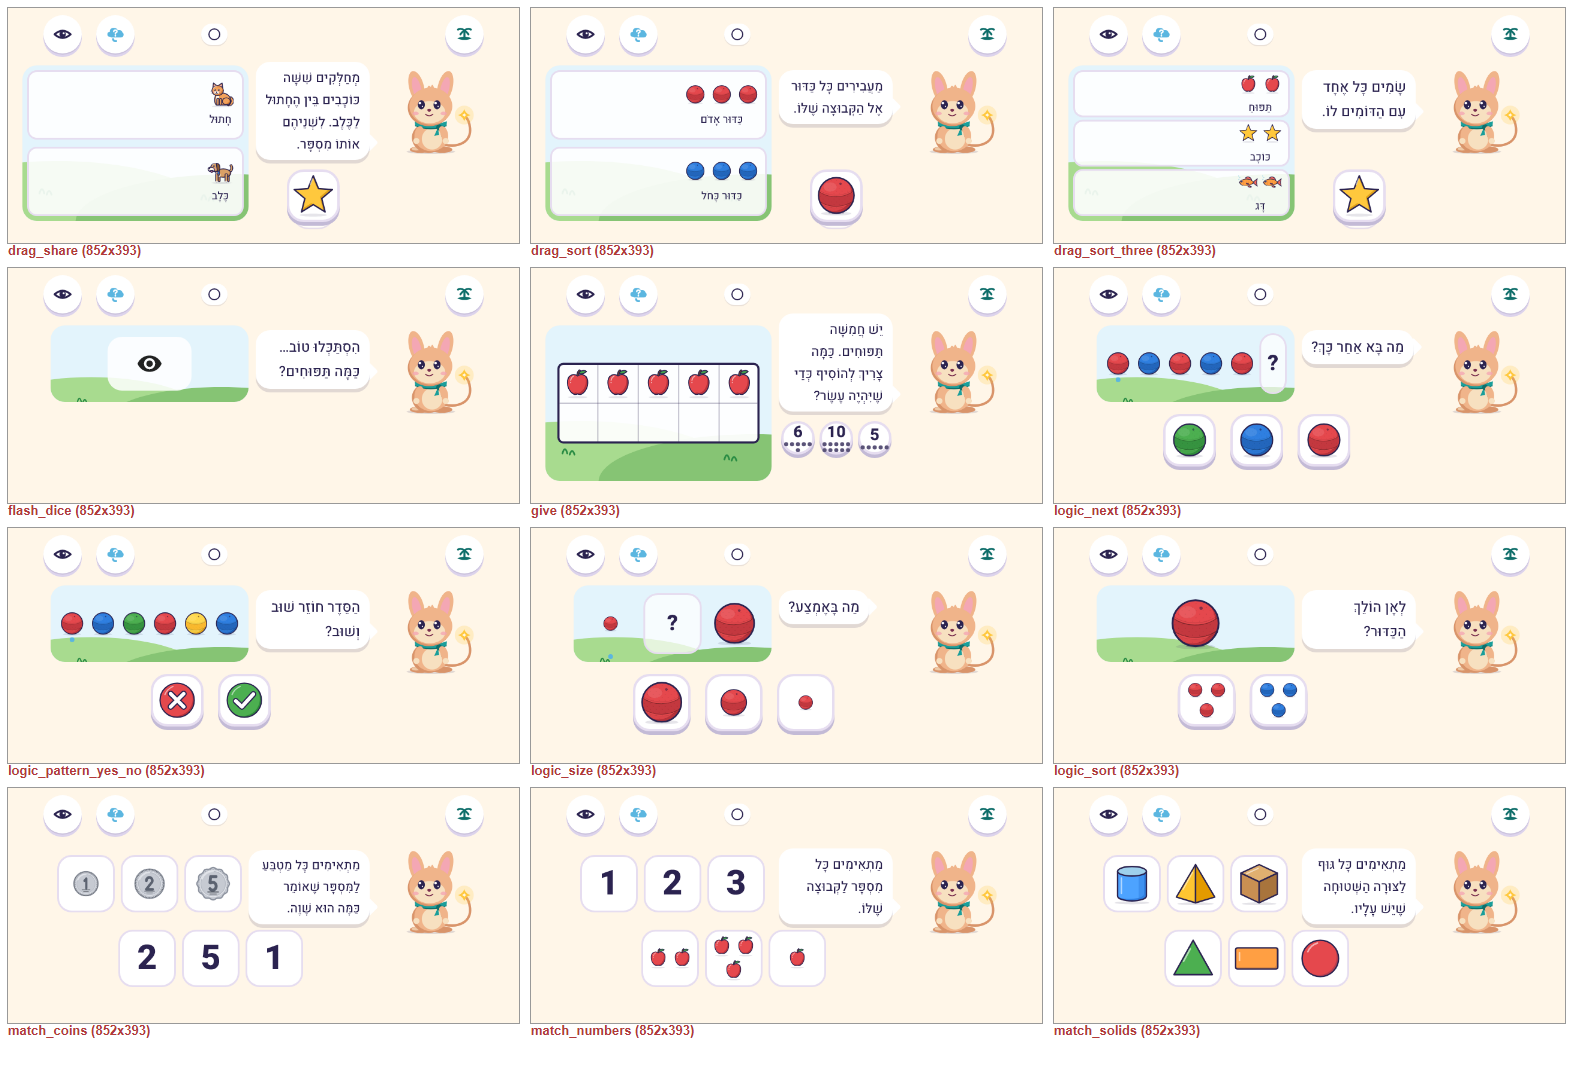 מְחַלְּקִים שִׁשָּׁה
כּוֹכָבִים בֵּין הֶחָתוּל
לַכֶּלֶב. לִשְׁנֵיהֶם
אוֹתוֹ מִסְפָּר.
חָתוּל
כֶּלֶב
drag_share (852x393)
מַעֲבִירִים כָּל כַּדּוּר
אֶל הַקְּבוּצָה שֶׁלּוֹ.
כַּדּוּר אָדֹם
כַּדּוּר כָּחֹל
drag_sort (852x393)
שָׂמִים כָּל אֶחָד
עִם הַדּוֹמִים לוֹ.
תַּפּוּחַ
כּוֹכָב
דָּג
drag_sort_three (852x393)
הִסְתַּכְּלוּ טוֹב...
כַּמָּה תַּפּוּחִים?
flash_dice (852x393)
יֵשׁ חֲמִשָּׁה
תַּפּוּחִים. כַּמָּה
צָרִיךְ לְהוֹסִיף כְּדֵי
שֶׁיִּהְיֶה עֶשֶׂר?
6 10 5
give (852x393)
מַה בָּא אַחַר כָּךְ?
?
logic_next (852x393)
הַסֵּדֶר חוֹזֵר שׁוּב
וָשׁוּב?
logic_pattern_yes_no (852x393)
מַה בָּאֶמְצַע?
?
logic_size (852x393)
לְאָן הוֹלֵךְ
הַכַּדּוּר?
logic_sort (852x393)
מַתְאִימִים כָּל מַטְבֵּעַ
לַמִּסְפָּר שֶׁאוֹמֵר
כַּמָּה הוּא שָׁוֶה.
1 2 5
2 5 1
match_coins (852x393)
מַתְאִימִים כָּל
מִסְפָּר לַקְּבוּצָה
שֶׁלּוֹ.
1 2 3
match_numbers (852x393)
מַתְאִימִים כָּל גּוּף
לַצּוּרָה הַשְּׁטוּחָה
שֶׁיֵּשׁ עָלָיו.
match_solids (852x393)